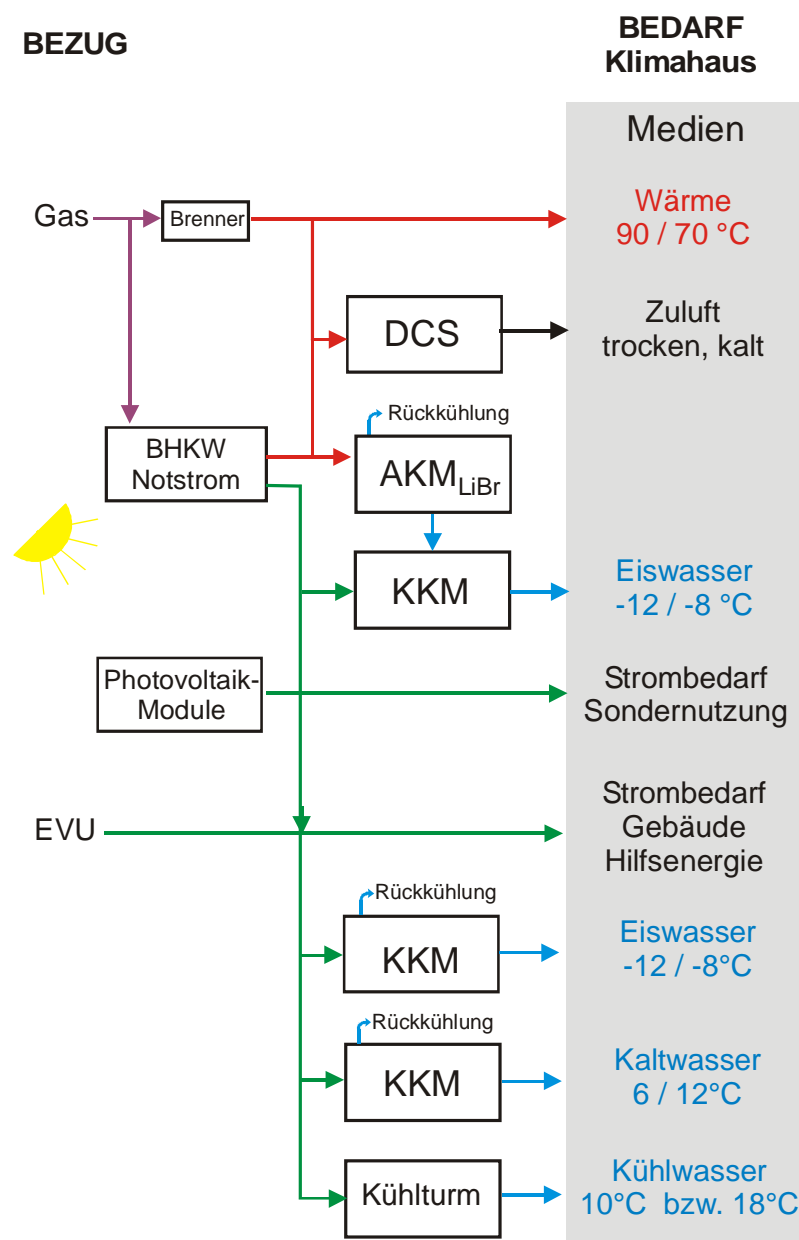 BEZUG
BEDARF
Klimahaus
Medien
Gas
Brenner
Wärme
90 / 70 °C
DCS
Zuluft
trocken, kalt
Rückkühlung
BHKW
Notstrom
AKM LiBr
KKM
Eiswasser
-12 / -8 °C
Photovoltaik-
Module
Strombedarf
Sondernutzung
EVU
Strombedarf
Gebäude
Hilfsenergie
Rückkühlung
KKM
Eiswasser
-12 / -8°C
Rückkühlung
KKM
Kaltwasser
6 / 12°C
Kühlturm
Kühlwasser
10°C bzw. 18°C